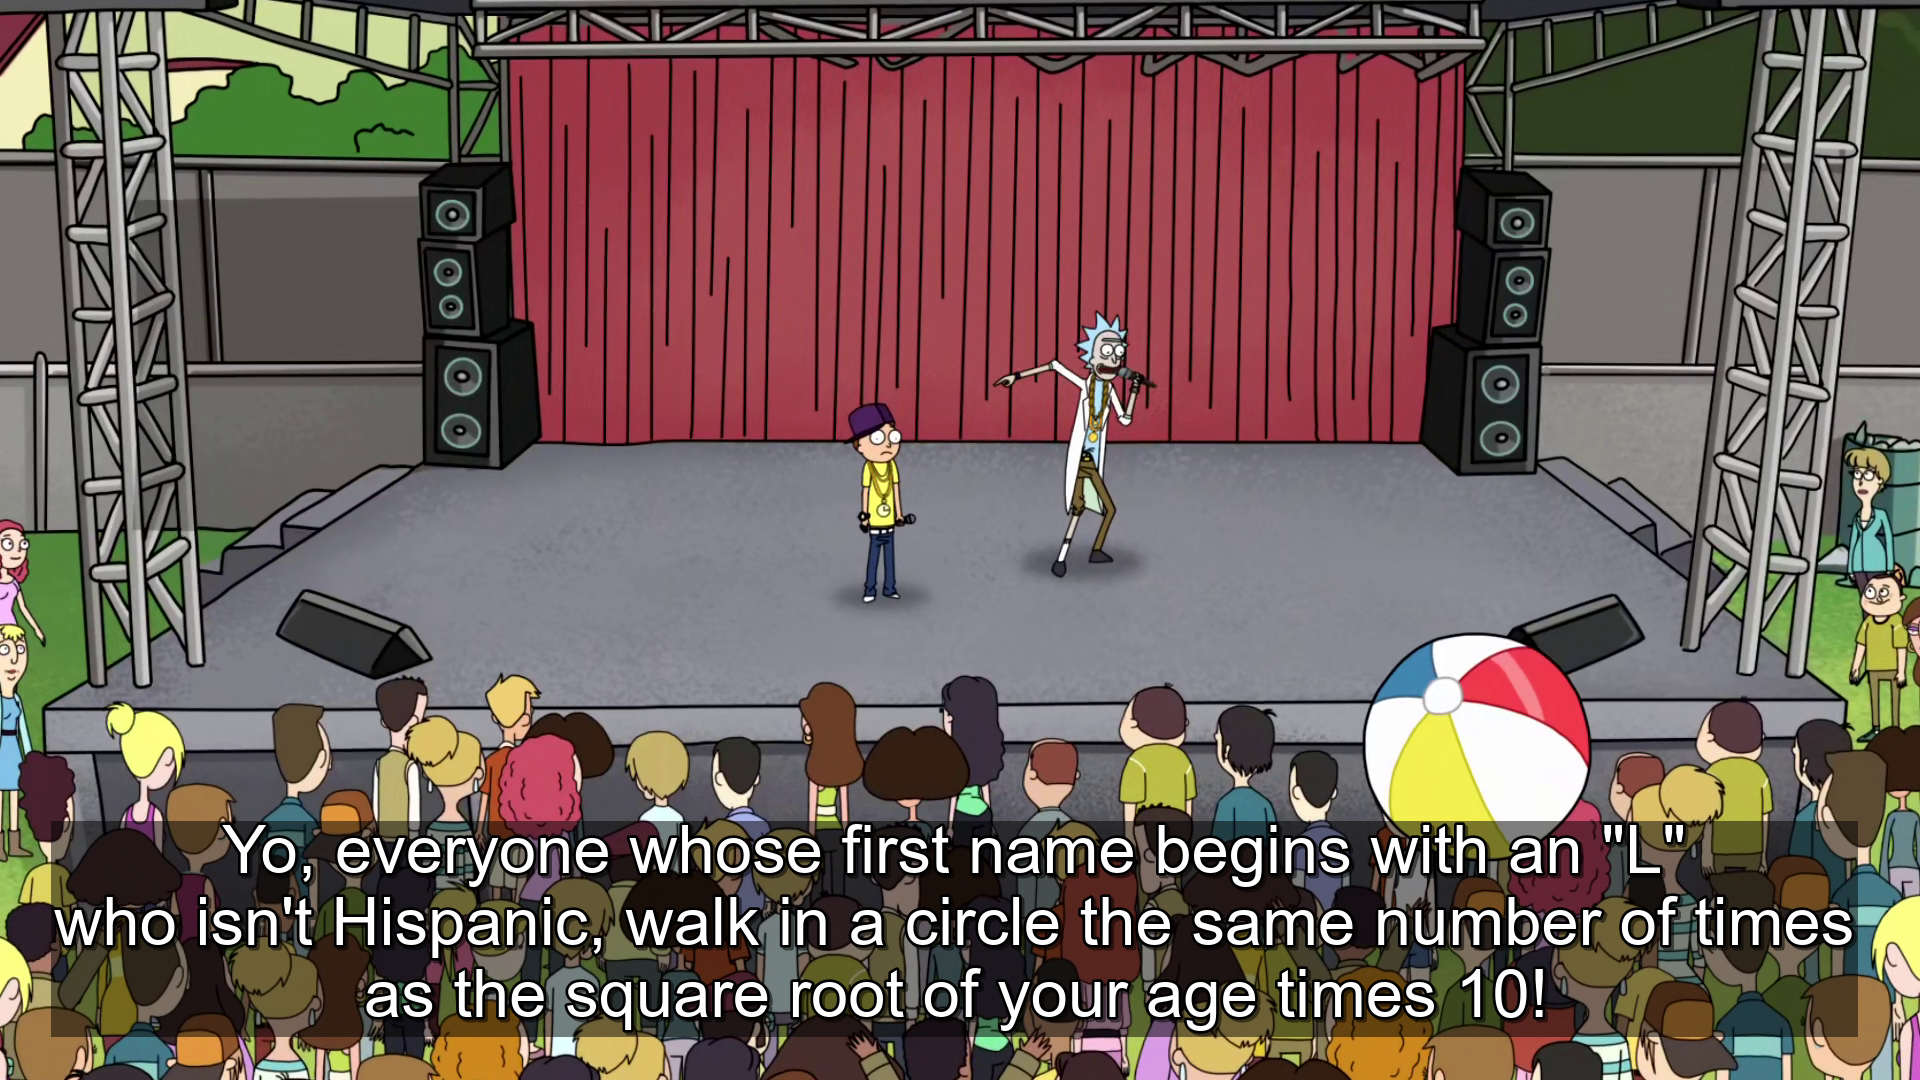 Yo, everyone whose first name begins with an "L"
who isn't Hispanic, walk in a circle the same number of times
as the square root of your age times 10!